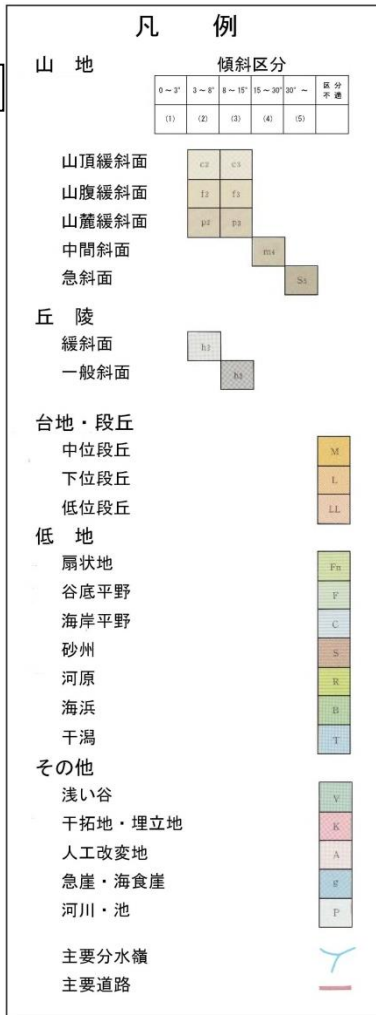 凡 例
山 地 傾斜区分
0～3° 3～8° 8～15° 15～30° 30°～ 区分不適
(1) (2) (3) (4) (5)
山頂緩斜面 c2 c3
山腹緩斜面 f2 f3
山麓緩斜面 p2 p3
中間斜面 m4
急斜面 S5
丘 陵
緩斜面 h2
一般斜面 h3
台地・段丘
中位段丘 M
下位段丘 L
低位段丘 LL
低 地
扇状地 Fn
谷底平野 F
海岸平野 C
砂州 S
河原 R
海浜 B
干潟 T
その他
浅い谷 V
干拓地・埋立地 K
人工改変地 A
急崖・海食崖 g
河川・池 P
主要分水嶺
主要道路